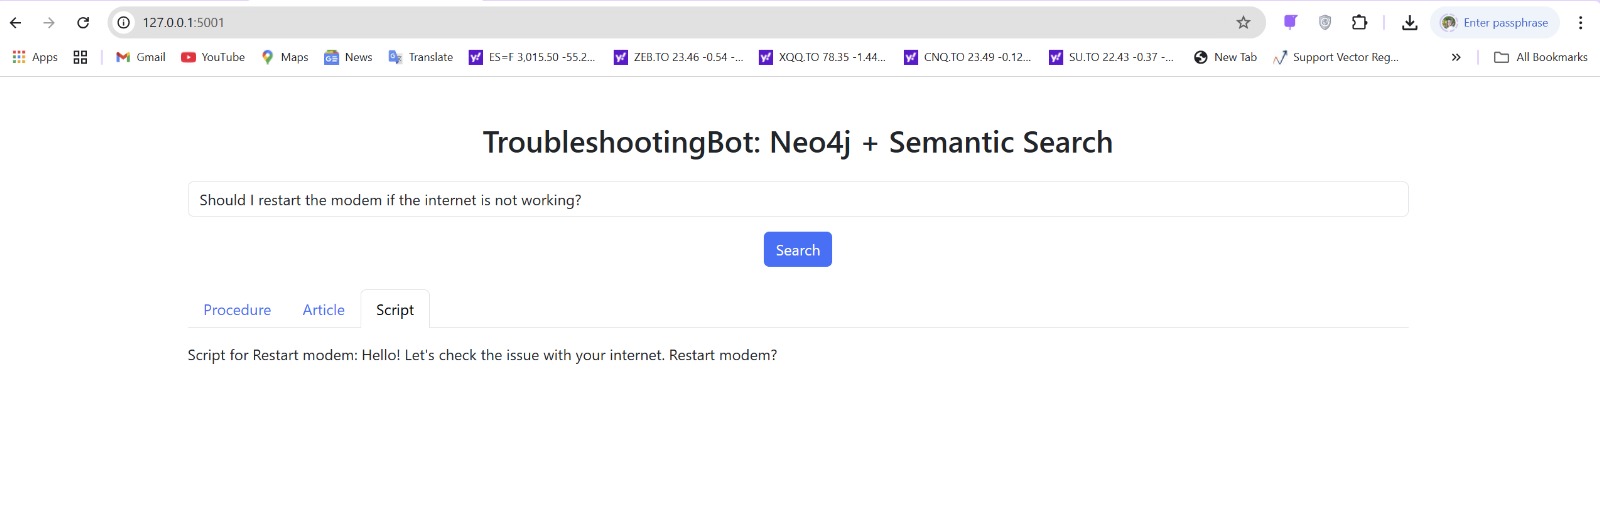 127.0.0.1:5001
Enter passphrase
Apps
Gmail
YouTube
Maps
News
Translate
ES=F 3,015.50 -55.2...
ZEB.TO 23.46 -0.54 -...
XQQ.TO 78.35 -1.44...
CNQ.TO 23.49 -0.12...
SU.TO 22.43 -0.37 -...
New Tab
Support Vector Reg...
All Bookmarks
TroubleshootingBot: Neo4j + Semantic Search
Should I restart the modem if the internet is not working?
Search
Procedure
Article
Script
Script for Restart modem: Hello! Let's check the issue with your internet. Restart modem?